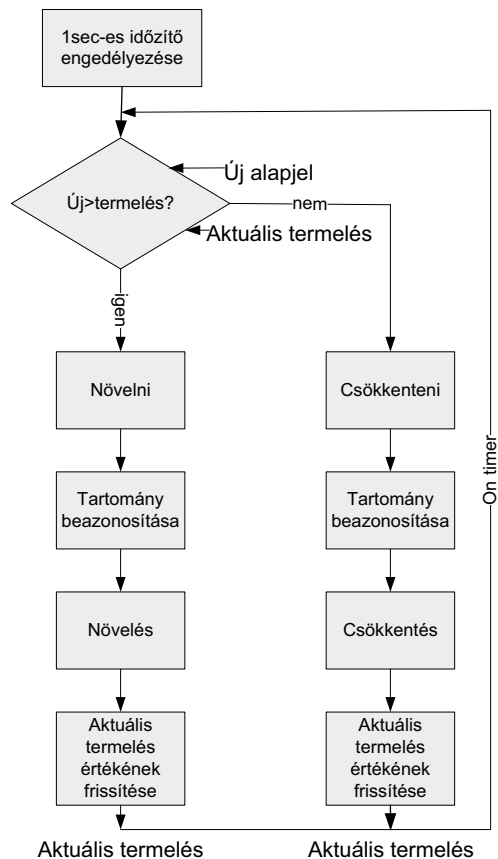 1sec-es időzítő
engedélyezése
Új alapjel
Új>termelés?
nem
Aktuális termelés
igen
Növelni
Csökkenteni
On timer
Tartomány
beazonosítása
Tartomány
beazonosítása
Növelés
Csökkentés
Aktuális
termelés
értékének
frissítése
Aktuális
termelés
értékének
frissítése
Aktuális termelés
Aktuális termelés